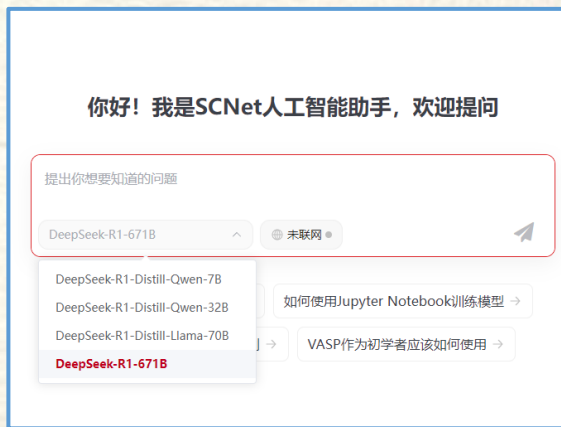 你好！我是SCNet人工智能助手，欢迎提问
提出你想要知道的问题
DeepSeek-R1-671B
未联网
DeepSeek-R1-Distill-Qwen-7B
DeepSeek-R1-Distill-Qwen-32B
如何使用Jupyter Notebook训练模型
DeepSeek-R1-Distill-Llama-70B
VASP作为初学者应该如何使用
DeepSeek-R1-671B